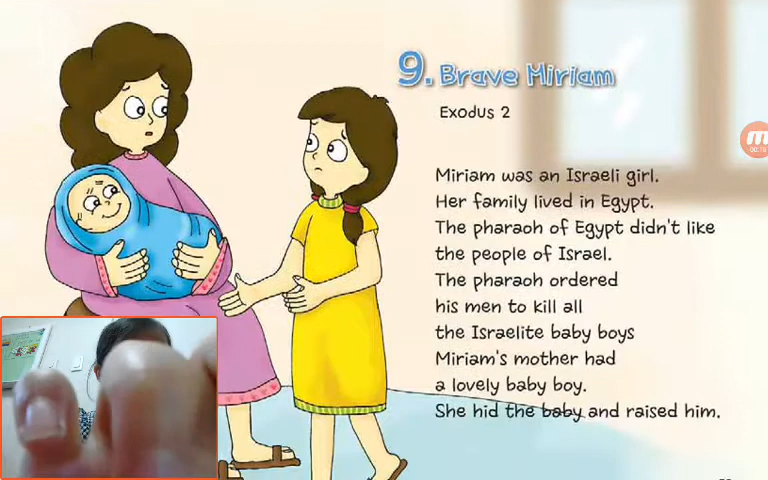 9. Brave Miriam
Exodus 2
Miriam was an Israeli girl.
Her family lived in Egypt.
The pharaoh of Egypt didn't like
the people of Israel.
The pharaoh ordered
his men to kill all
the Israelite baby boys
Miriam's mother had
a lovely baby boy.
She hid the baby and raised him.